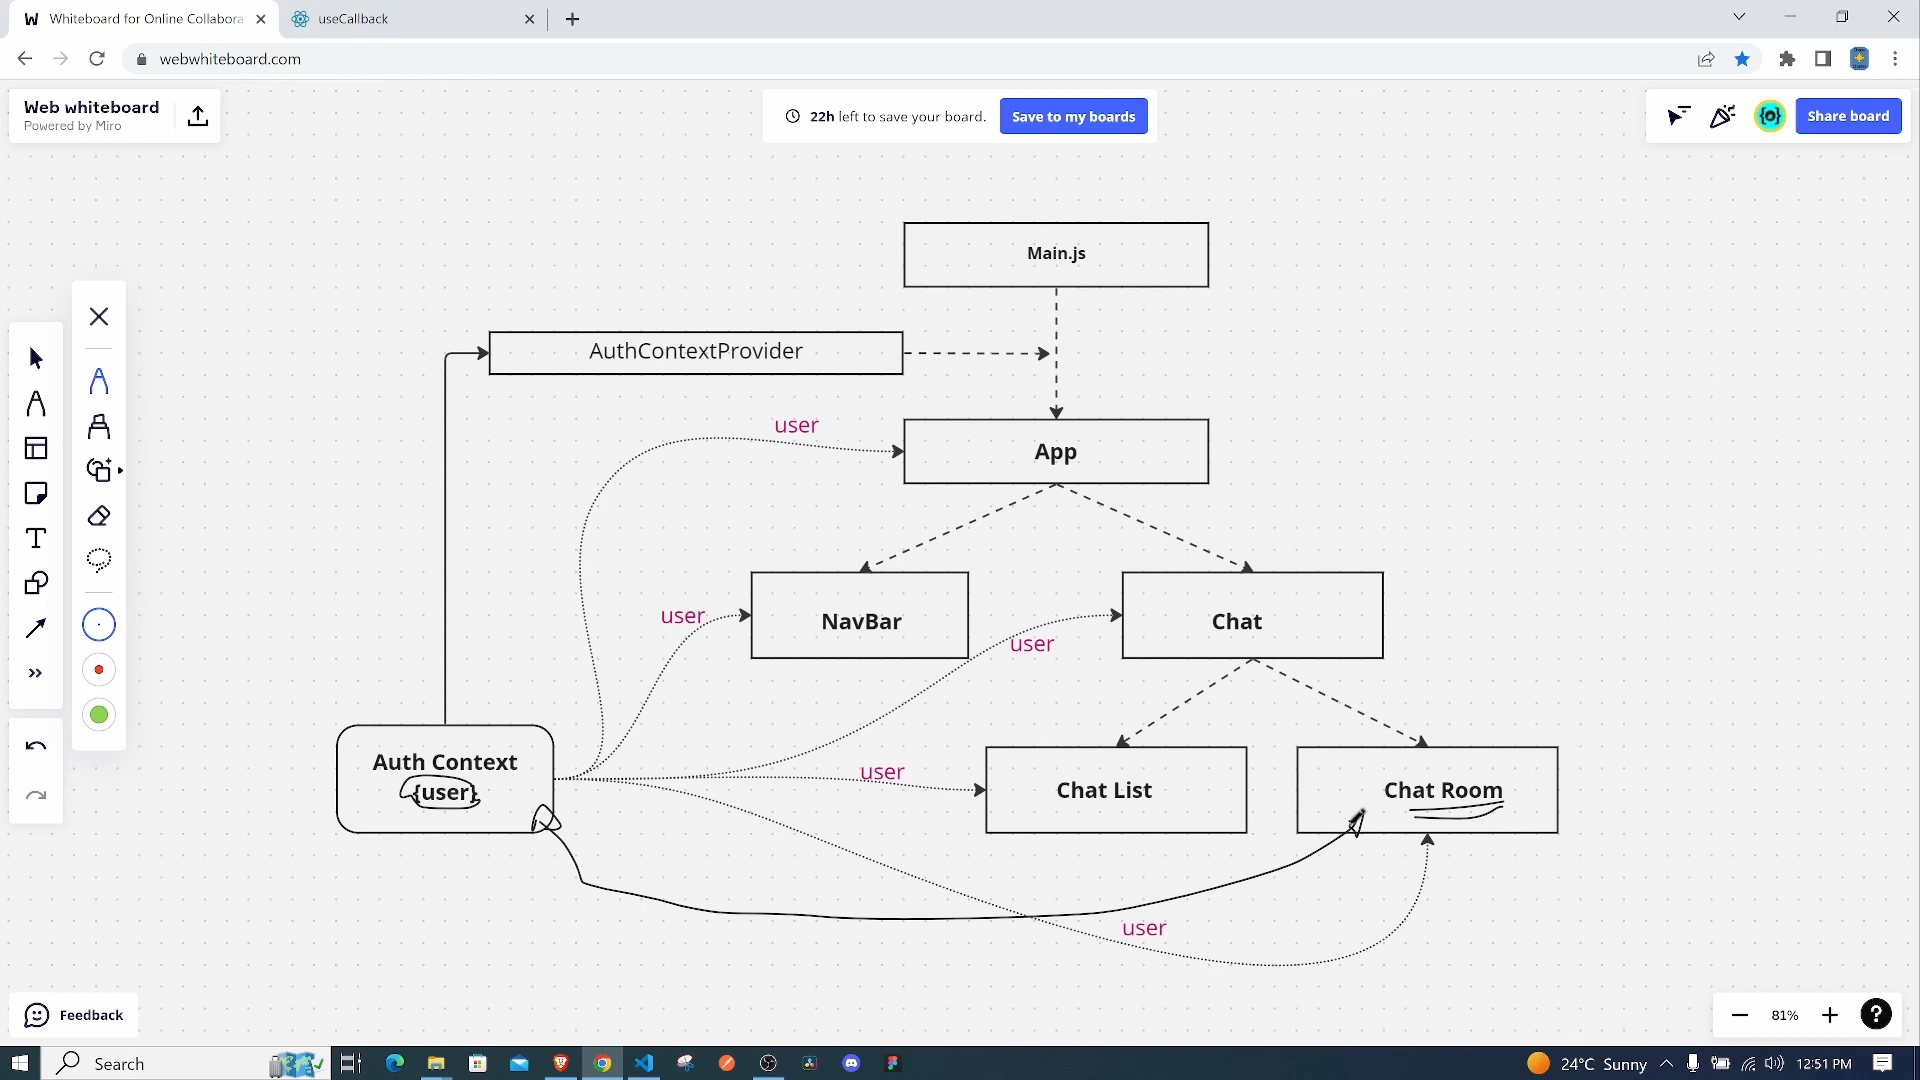 Whiteboard for Online Collabora
useCallback
webwhiteboard.com
Web whiteboard
Powered by Miro
22h left to save your board.
Save to my boards
Share board
Main.js
AuthContextProvider
user
App
user
NavBar
user
Chat
Auth Context
{user}
user
Chat List
Chat Room
user
Feedback
81%
Search
24°C Sunny
12:51 PM